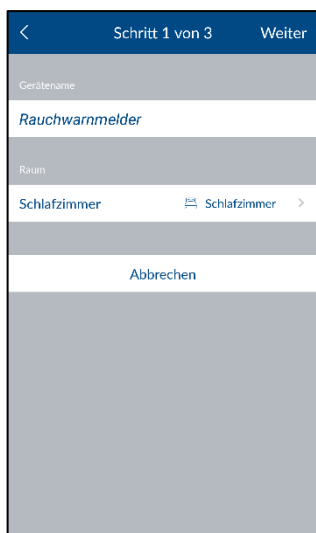 Schritt 1 von 3 Weiter
Gerätename
Rauchwarnmelder
Raum
Schlafzimmer Schlafzimmer
Abbrechen